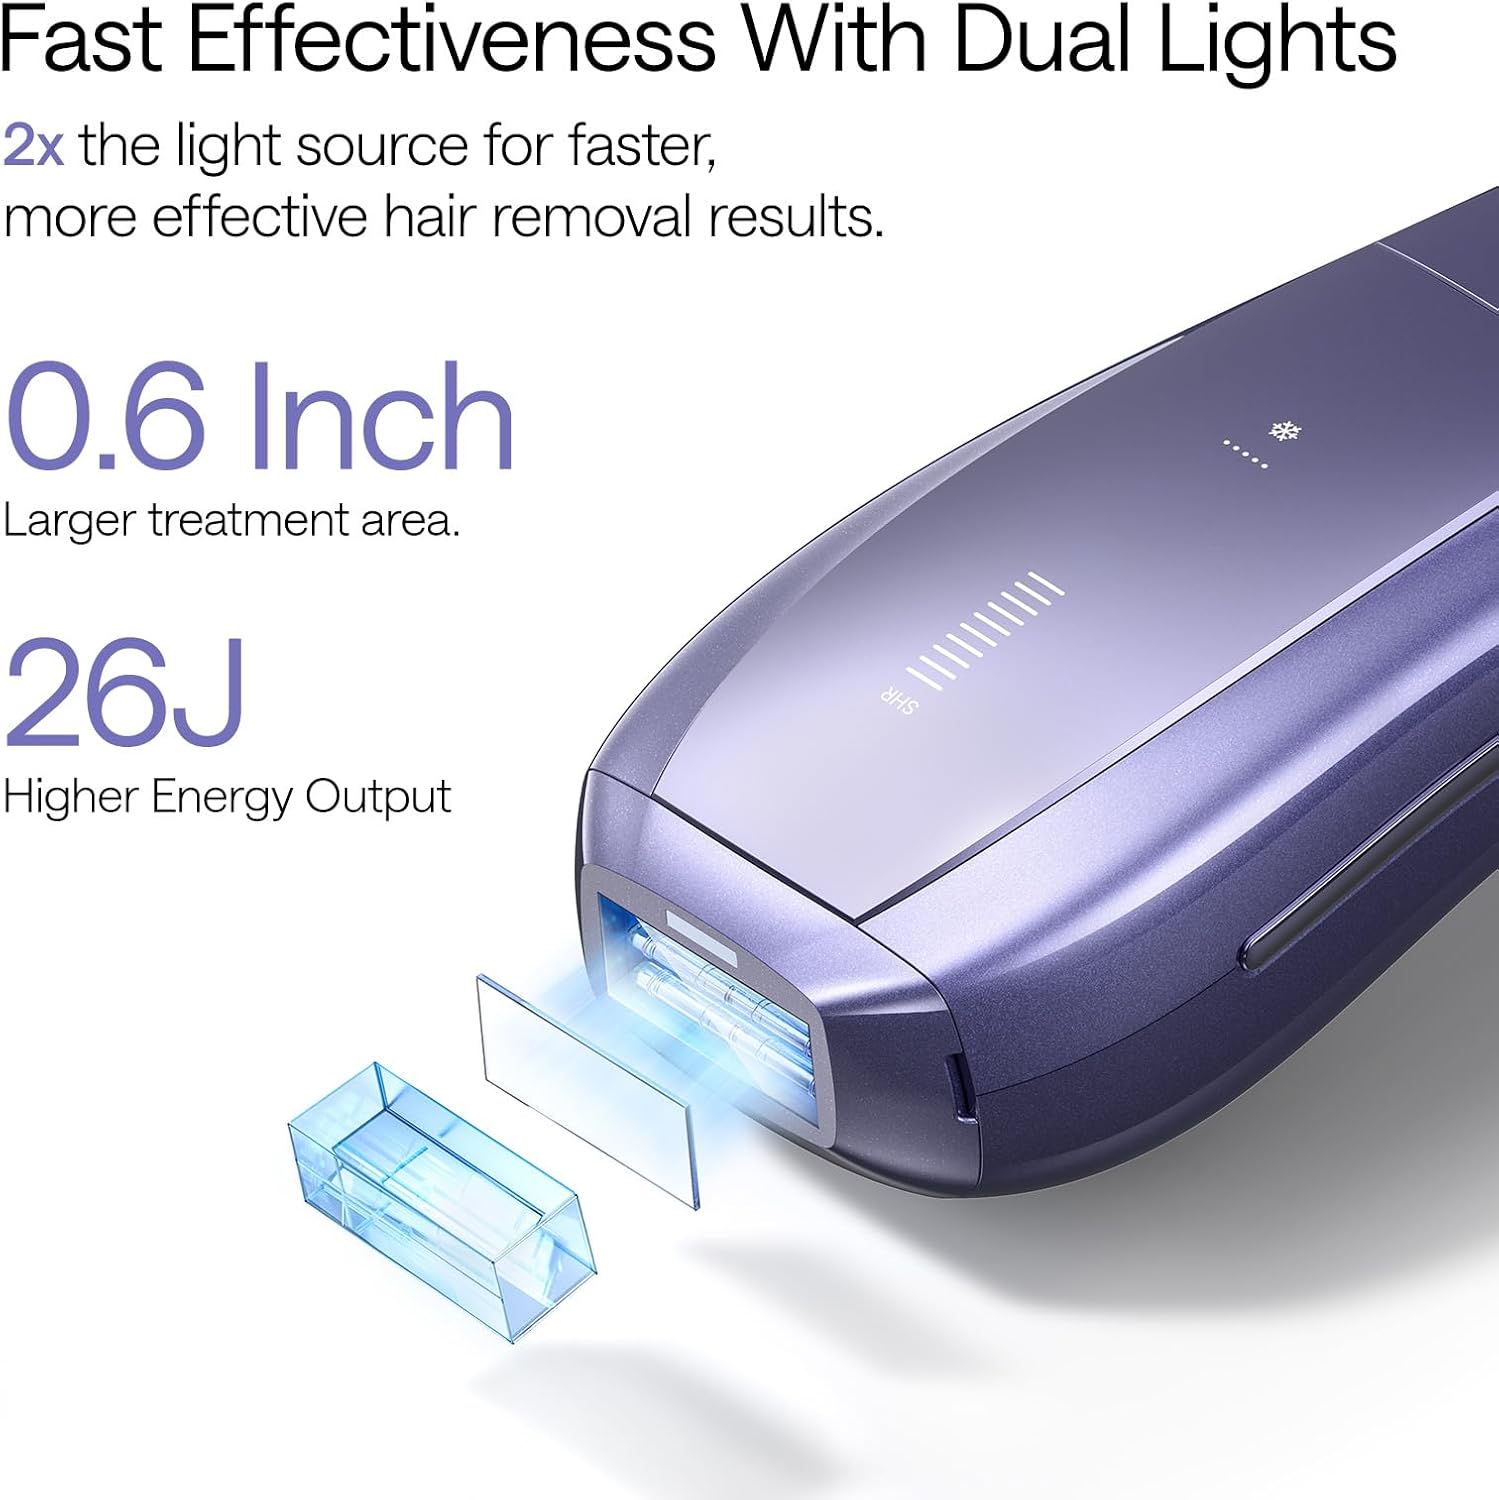 Fast Effectiveness With Dual Lights
2x the light source for faster,
more effective hair removal results.
0.6 Inch
Larger treatment area.
26J
Higher Energy Output
SHR